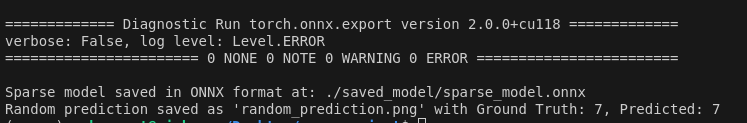 ============= Diagnostic Run torch.onnx.export version 2.0.0+cu118 =============
verbose: False, log level: Level.ERROR
======================= 0 NONE 0 NOTE 0 WARNING 0 ERROR ========================
Sparse model saved in ONNX format at: ./saved_model/sparse_model.onnx
Random prediction saved as 'random_prediction.png' with Ground Truth: 7, Predicted: 7